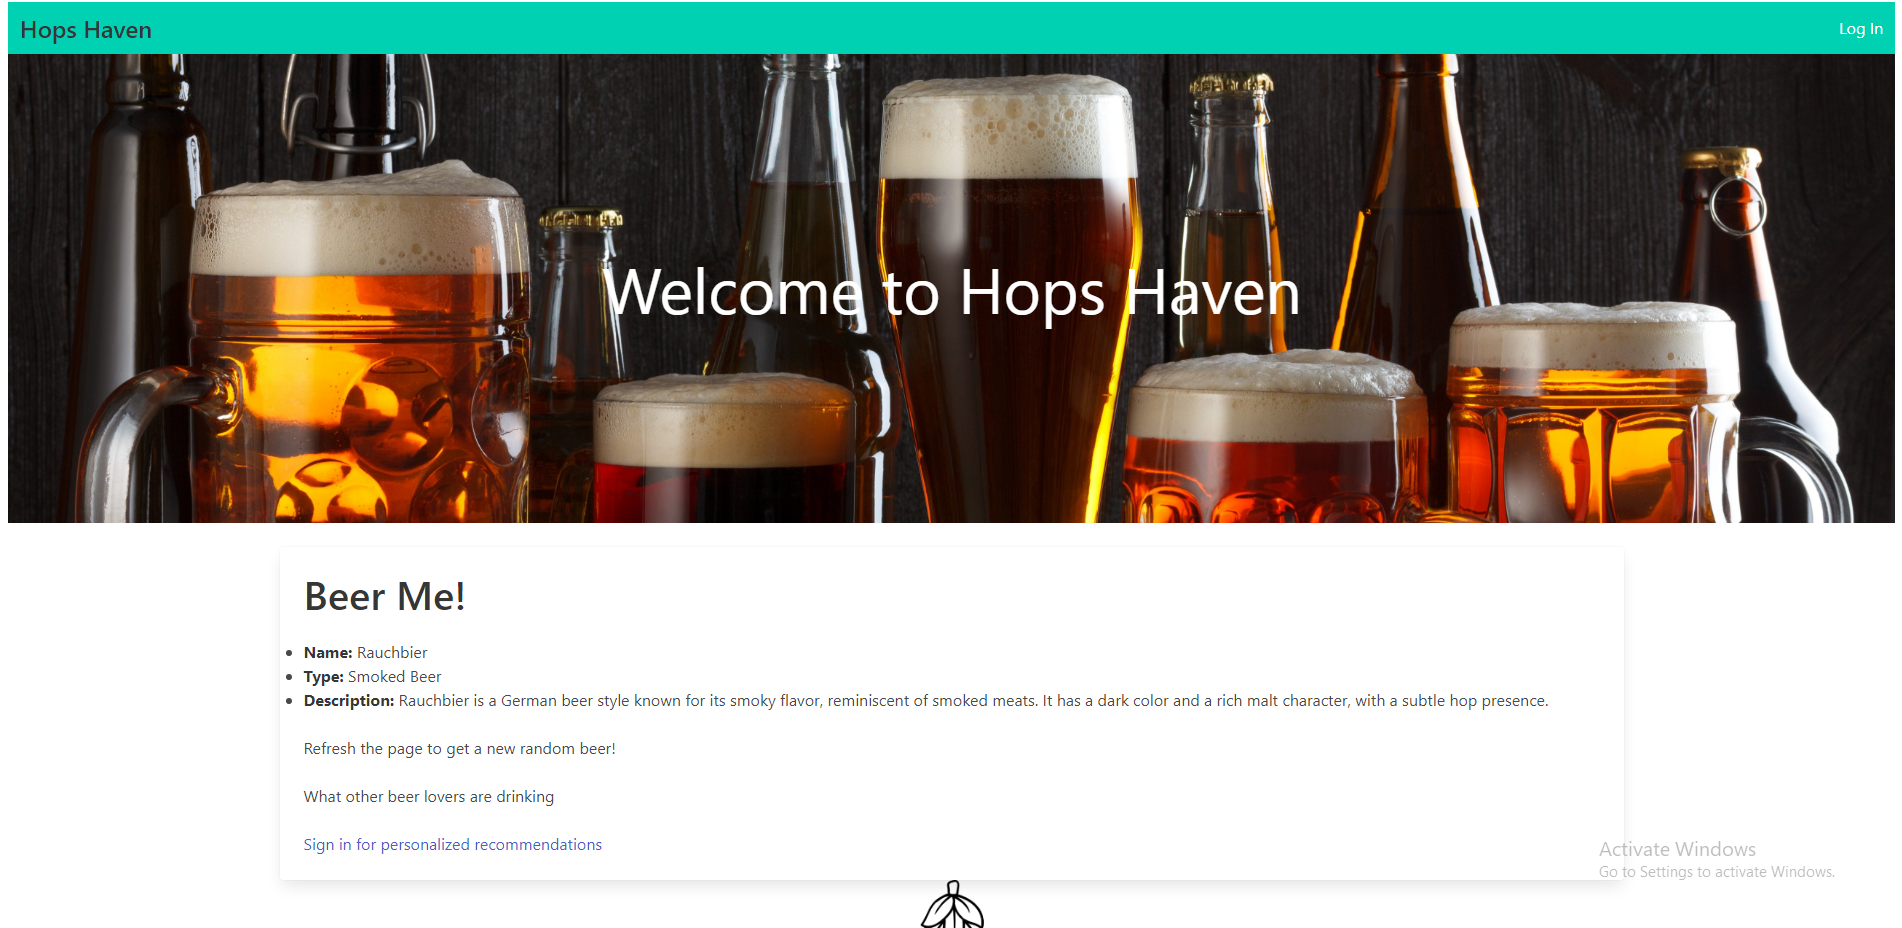 Hops Haven
Log In
Welcome to Hops Haven
Beer Me!
Name: Rauchbier
Type: Smoked Beer
Description: Rauchbier is a German beer style known for its smoky flavor, reminiscent of smoked meats. It has a dark color and a rich malt character, with a subtle hop presence.
Refresh the page to get a new random beer!
What other beer lovers are drinking
Sign in for personalized recommendations
Activate Windows
Go to Settings to activate Windows.